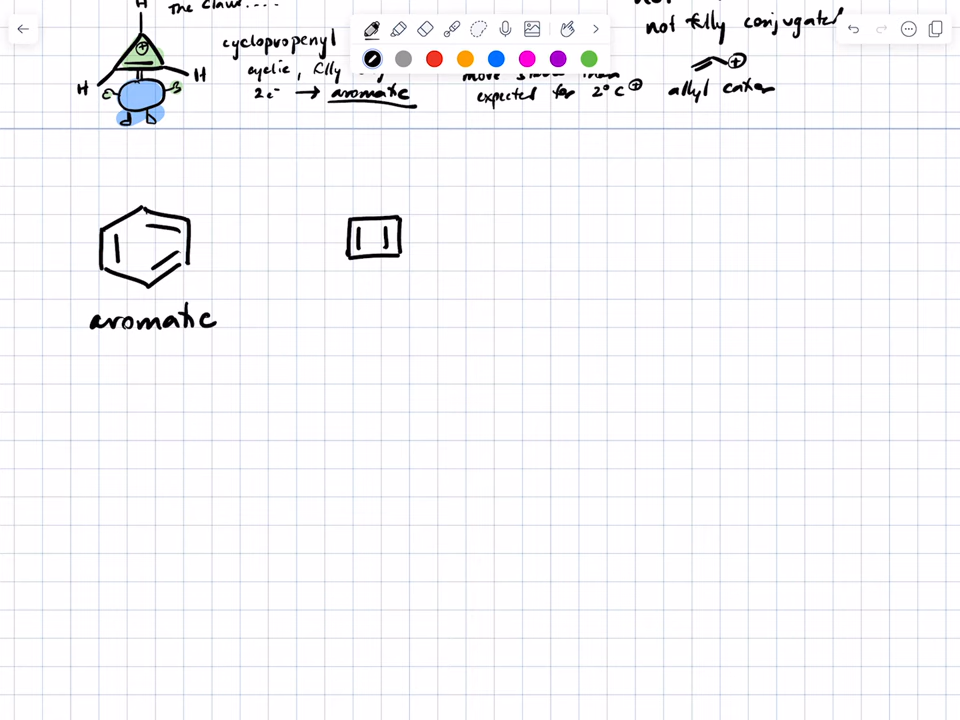 H
The Claw....
not fully conjugated
cyclopropenyl
H
H
cyclic, fully
2e⁻ → aromatic
more stable than
expected for 2° C⊕
⊕
allyl cation
⊕
aromatic